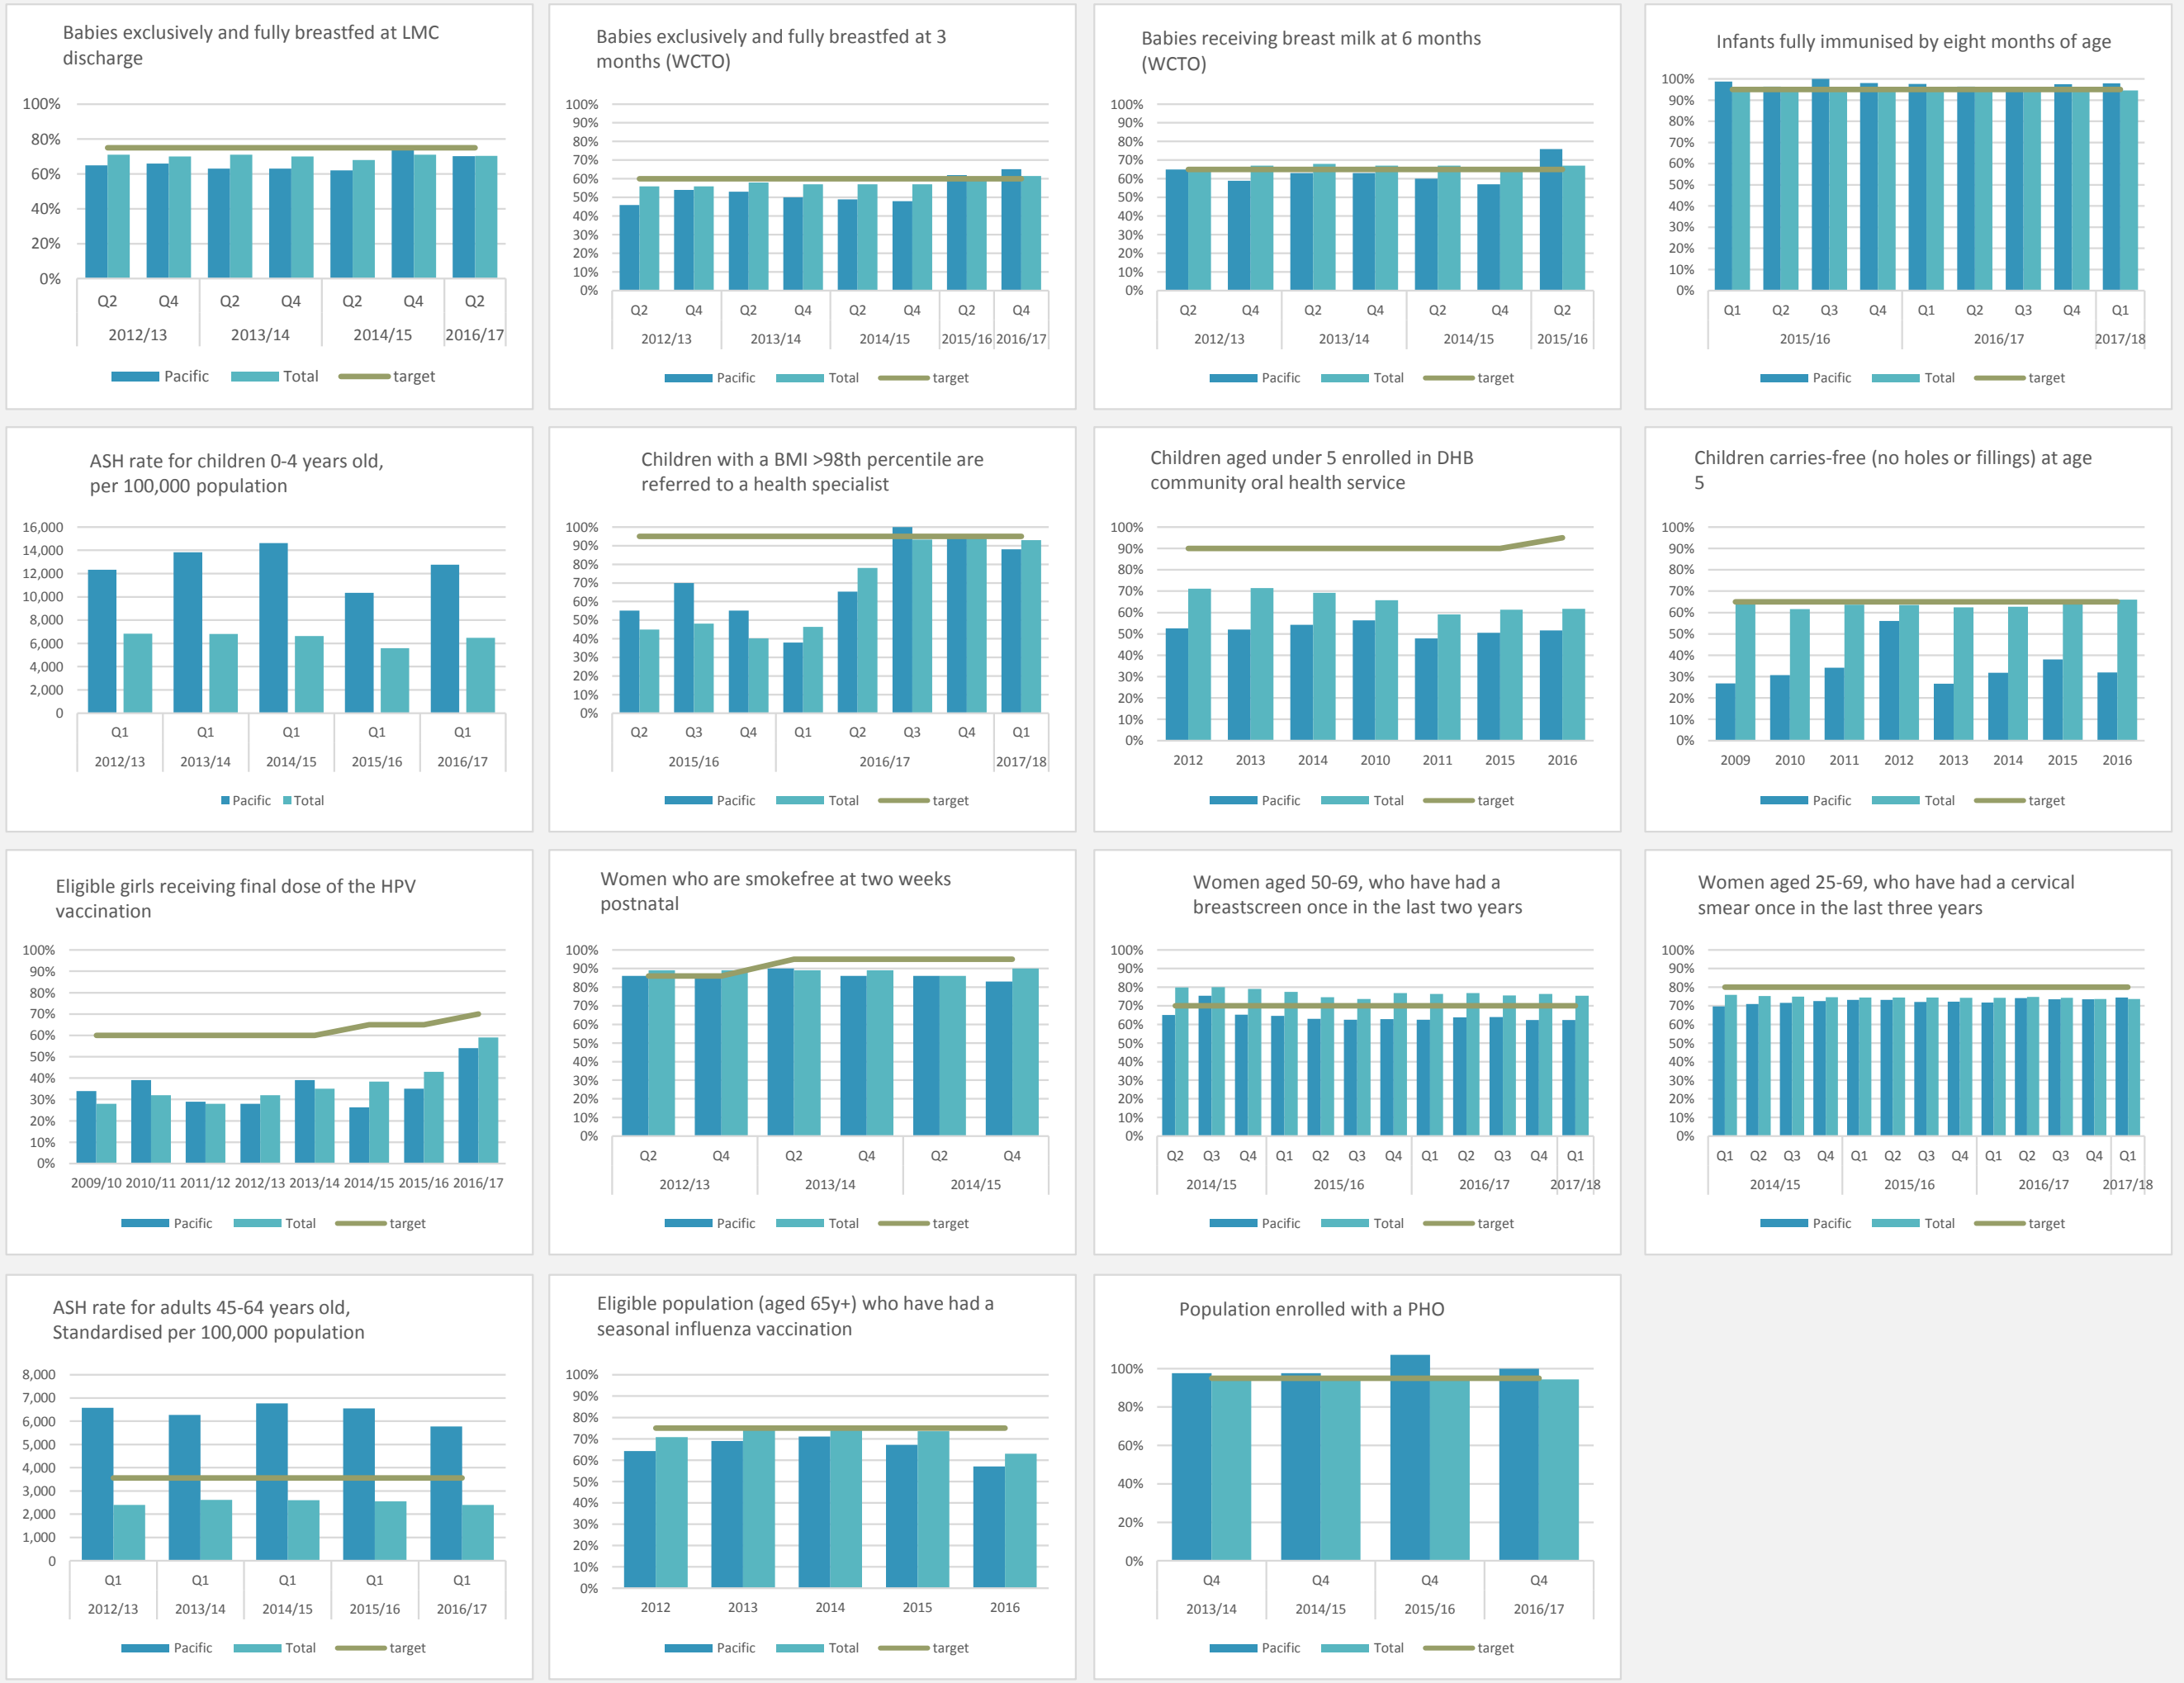 Babies exclusively and fully breastfed at LMC
discharge
100%
80%
60%
40%
20%
0%
Q2 Q4 Q2 Q4 Q2 Q4 Q2
2012/13 2013/14 2014/15 2016/17
Pacific Total target
Babies exclusively and fully breastfed at 3
months (WCTO)
100%
90%
80%
70%
60%
50%
40%
30%
20%
10%
0%
Q2 Q4 Q2 Q4 Q2 Q4 Q2 Q4
2012/13 2013/14 2014/15 2015/16 2016/17
Pacific Total target
Babies receiving breast milk at 6 months
(WCTO)
100%
90%
80%
70%
60%
50%
40%
30%
20%
10%
0%
Q2 Q4 Q2 Q4 Q2 Q4 Q2
2012/13 2013/14 2014/15 2015/16
Pacific Total target
Infants fully immunised by eight months of age
100%
90%
80%
70%
60%
50%
40%
30%
20%
10%
0%
Q1 Q2 Q3 Q4 Q1 Q2 Q3 Q4 Q1
2015/16 2016/17 2017/18
Pacific Total target
ASH rate for children 0-4 years old,
per 100,000 population
16,000
14,000
12,000
10,000
8,000
6,000
4,000
2,000
0
Q1 Q1 Q1 Q1 Q1
2012/13 2013/14 2014/15 2015/16 2016/17
Pacific Total
Children with a BMI >98th percentile are
referred to a health specialist
100%
90%
80%
70%
60%
50%
40%
30%
20%
10%
0%
Q2 Q3 Q4 Q1 Q2 Q3 Q4 Q1
2015/16 2016/17 2017/18
Pacific Total target
Children aged under 5 enrolled in DHB
community oral health service
100%
90%
80%
70%
60%
50%
40%
30%
20%
10%
0%
2012 2013 2014 2010 2011 2015 2016
Pacific Total target
Children carries-free (no holes or fillings) at age
5
100%
90%
80%
70%
60%
50%
40%
30%
20%
10%
0%
2009 2010 2011 2012 2013 2014 2015 2016
Pacific Total target
Eligible girls receiving final dose of the HPV
vaccination
100%
90%
80%
70%
60%
50%
40%
30%
20%
10%
0%
2009/10 2010/11 2011/12 2012/13 2013/14 2014/15 2015/16 2016/17
Pacific Total target
Women who are smokefree at two weeks
postnatal
100%
90%
80%
70%
60%
50%
40%
30%
20%
10%
0%
Q2 Q4 Q2 Q4 Q2 Q4
2012/13 2013/14 2014/15
Pacific Total target
Women aged 50-69, who have had a
breastscreen once in the last two years
100%
90%
80%
70%
60%
50%
40%
30%
20%
10%
0%
Q2 Q3 Q4 Q1 Q2 Q3 Q4 Q1 Q2 Q3 Q4 Q1
2014/15 2015/16 2016/17 2017/18
Pacific Total target
Women aged 25-69, who have had a cervical
smear once in the last three years
100%
90%
80%
70%
60%
50%
40%
30%
20%
10%
0%
Q1 Q2 Q3 Q4 Q1 Q2 Q3 Q4 Q1 Q2 Q3 Q4 Q1
2014/15 2015/16 2016/17 2017/18
Pacific Total target
ASH rate for adults 45-64 years old,
Standardised per 100,000 population
8,000
7,000
6,000
5,000
4,000
3,000
2,000
1,000
0
Q1 Q1 Q1 Q1 Q1
2012/13 2013/14 2014/15 2015/16 2016/17
Pacific Total target
Eligible population (aged 65y+) who have had a
seasonal influenza vaccination
100%
90%
80%
70%
60%
50%
40%
30%
20%
10%
0%
2012 2013 2014 2015 2016
Pacific Total target
Population enrolled with a PHO
100%
80%
60%
40%
20%
0%
Q4 Q4 Q4 Q4
2013/14 2014/15 2015/16 2016/17
Pacific Total target